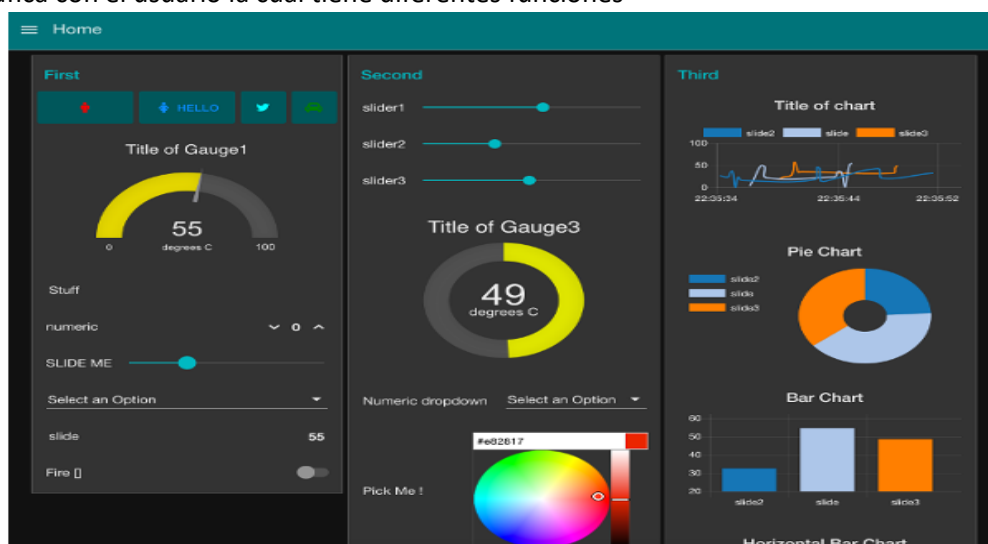 Home
First
HELLO
Title of Gauge1
55
degrees C
0
100
Stuff
numeric
0
SLIDE ME
Select an Option
slide
55
Fire []
Second
slider1
slider2
slider3
Title of Gauge3
49
degrees C
Numeric dropdown
Select an Option
#e82817
Pick Me !
Third
Title of chart
slide2 slide slide3
100
50
0
22:35:24 22:35:44 22:35:52
Pie Chart
slide2
slide
slide3
Bar Chart
60
50
40
30
20
slide2 slide slide3
Horizontal Bar Chart